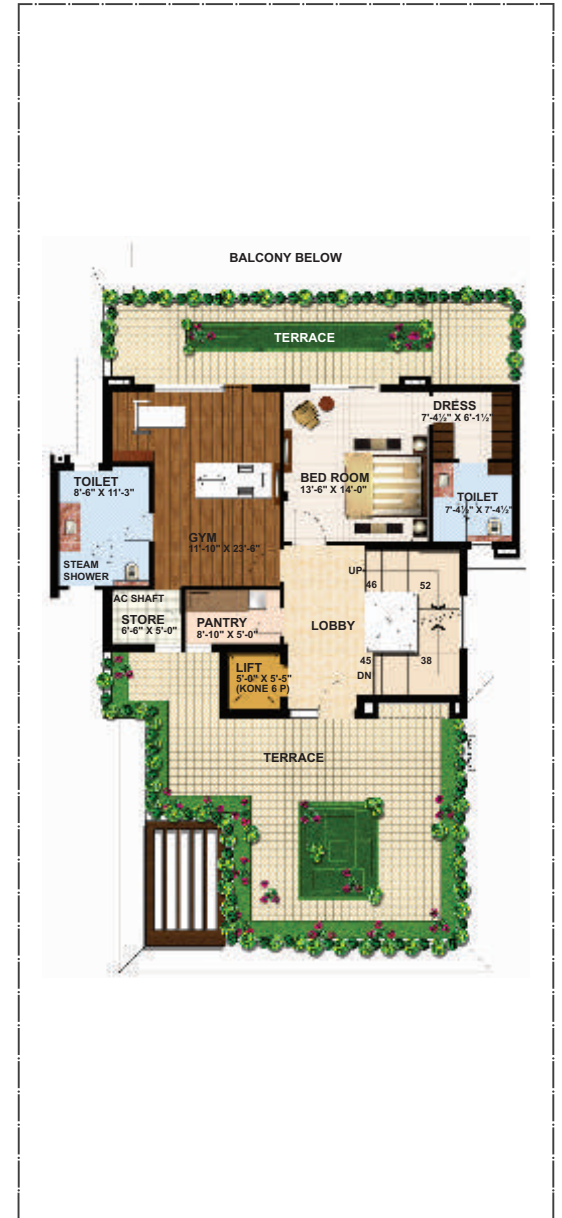 BALCONY BELOW
TERRACE
DRESS
7'-4½" X 6'-1½"
TOILET
8'-6" X 11'-3"
BED ROOM
13'-6" X 14'-0"
TOILET
7'-4½" X 7'-4½"
GYM
11'-10" X 23'-6"
STEAM
SHOWER
UP
46
52
AC SHAFT
STORE
6'-6" X 5'-0"
PANTRY
8'-10" X 5'-0"
LOBBY
LIFT
5'-0" X 5'-5"
(KONE 6 P)
45
DN
38
TERRACE